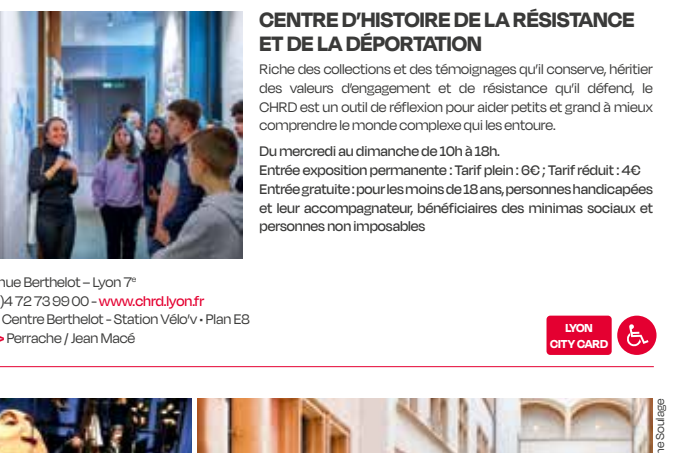 CENTRE D'HISTOIRE DE LA RÉSISTANCE
ET DE LA DÉPORTATION
Riche des collections et des témoignages qu'il conserve, héritier
des valeurs d'engagement et de résistance qu'il défend, le
CHRD est un outil de réflexion pour aider petits et grand à mieux
comprendre le monde complexe qui les entoure.
Du mercredi au dimanche de 10h à 18h.
Entrée exposition permanente : Tarif plein : 6€ ; Tarif réduit : 4€
Entrée gratuite : pour les moins de 18 ans, personnes handicapées
et leur accompagnateur, bénéficiaires des minimas sociaux et
personnes non imposables
nue Berthelot – Lyon 7e
)4 72 73 99 00 - www.chrd.lyon.fr
Centre Berthelot - Station Vélo'v • Plan E8
> Perrache / Jean Macé
LYON
CITY CARD
ne Soulage